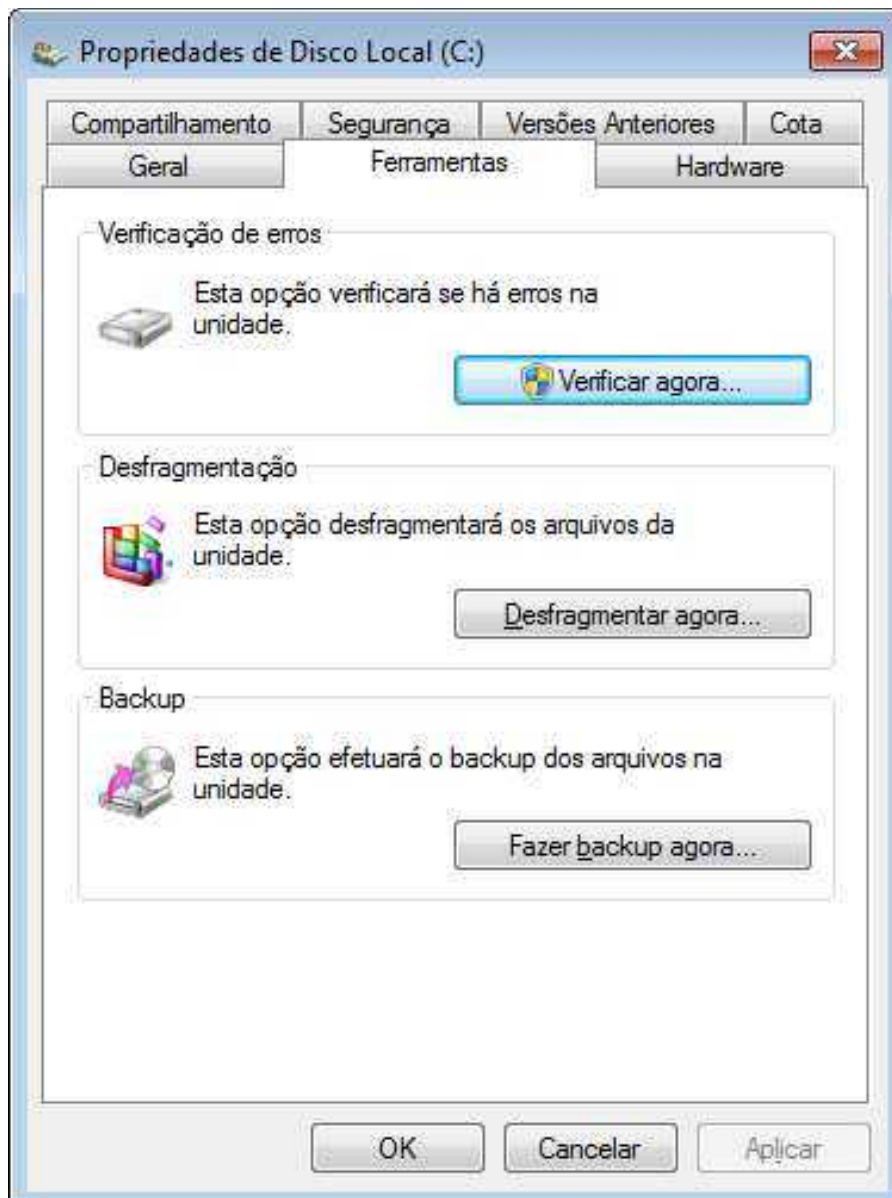 Propriedades de Disco Local (C:)
Compartilhamento Segurança Versões Anteriores Cota
Geral Ferramentas Hardware
Verificação de erros
Esta opção verificará se há erros na
unidade.
Verificar agora...
Desfragmentação
Esta opção desfragmentará os arquivos da
unidade.
Desfragmentar agora...
Backup
Esta opção efetuará o backup dos arquivos na
unidade.
Fazer backup agora...
OK Cancelar Aplicar